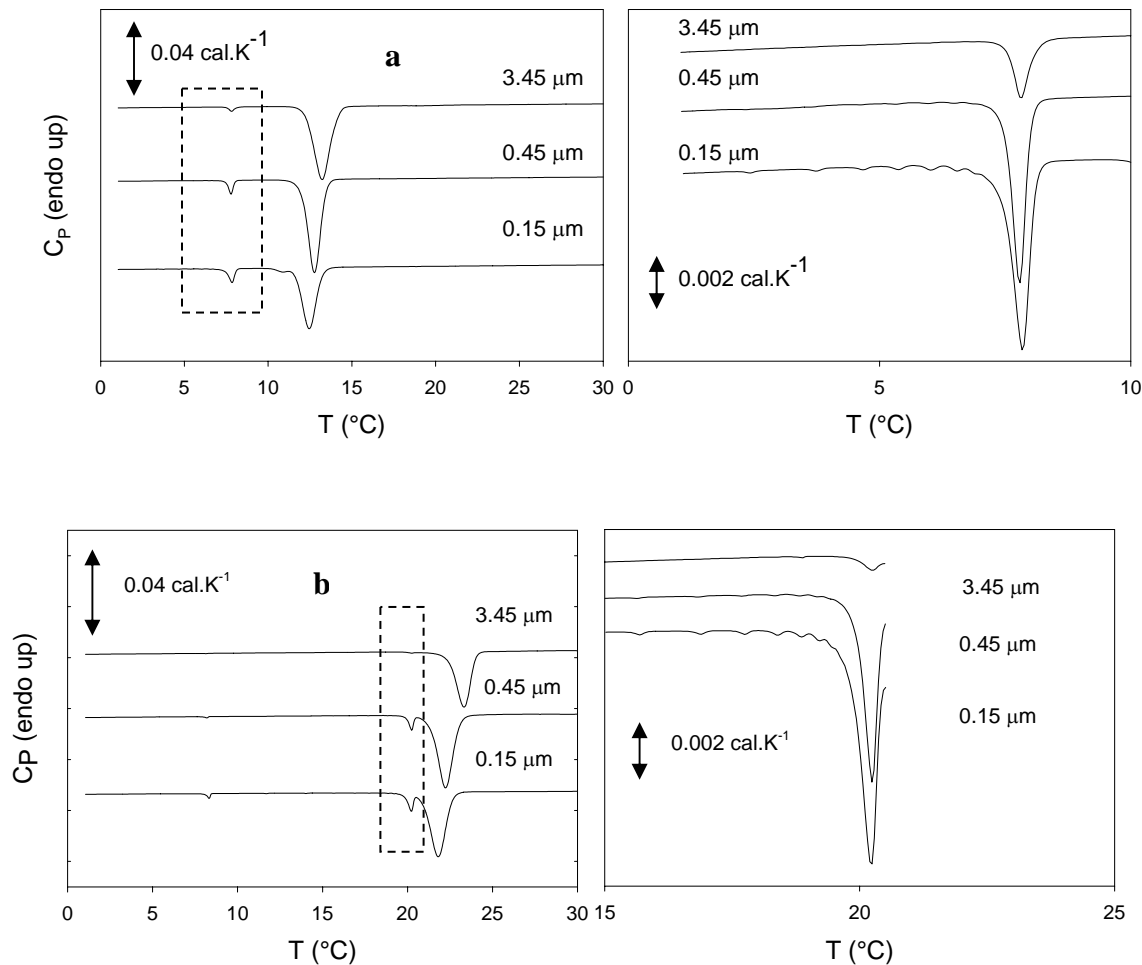 0.04 cal.K-1
a
3.45 μm
0.45 μm
0.15 μm
CP (endo up)
0 5 10 15 20 25 30
T (°C)
3.45 μm
0.45 μm
0.15 μm
0.002 cal.K-1
0 5 10
T (°C)
0.04 cal.K-1
b
3.45 μm
0.45 μm
0.15 μm
CP (endo up)
0 5 10 15 20 25 30
T (°C)
3.45 μm
0.45 μm
0.15 μm
0.002 cal.K-1
15 20 25
T (°C)